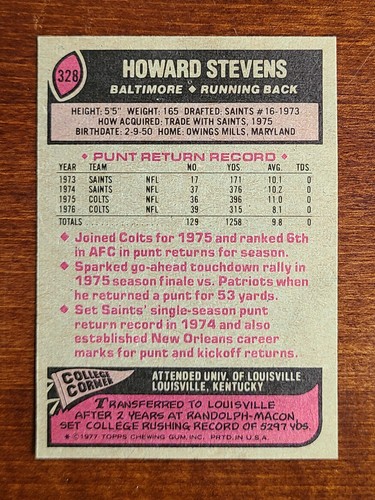 328
HOWARD STEVENS
BALTIMORE ◆ RUNNING BACK
HEIGHT: 5'5" WEIGHT: 165 DRAFTED: SAINTS #16-1973
HOW ACQUIRED: TRADE WITH SAINTS, 1975
BIRTHDATE: 2-9-50 HOME: OWINGS MILLS, MARYLAND
◆ PUNT RETURN RECORD ◆
YEAR TEAM NO. YDS. AVG. TDS.
1973 SAINTS NFL 17 171 10.1 0
1974 SAINTS NFL 37 376 10.2 0
1975 COLTS NFL 36 396 11.0 0
1976 COLTS NFL 39 315 8.1 0
TOTALS 129 1258 9.8 0
◆ Joined Colts for 1975 and ranked 6th
in AFC in punt returns for season.
◆ Sparked go-ahead touchdown rally in
1975 season finale vs. Patriots when
he returned a punt for 53 yards.
◆ Set Saints' single-season punt
return record in 1974 and also
established New Orleans career
marks for punt and kickoff returns.
COLLEGE
CORNER
ATTENDED UNIV. OF LOUISVILLE
LOUISVILLE, KENTUCKY
TRANSFERRED TO LOUISVILLE
AFTER 2 YEARS AT RANDOLPH-MACON,
SET COLLEGE RUSHING RECORD OF 5297 YDS.
© 1977 TOPPS CHEWING GUM, INC. PRTD. IN U.S.A.